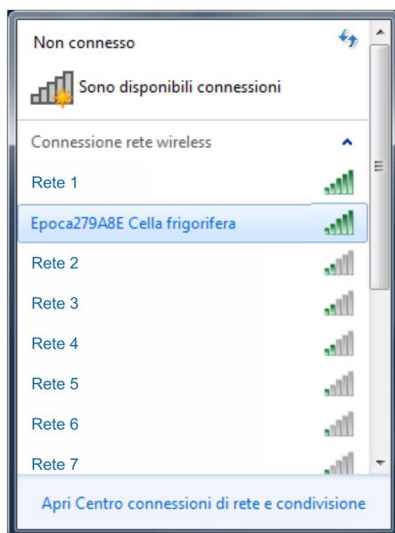 Non connesso
Sono disponibili connessioni
Connessione rete wireless
Rete 1
Epoca279A8E Cella frigorifera
Rete 2
Rete 3
Rete 4
Rete 5
Rete 6
Rete 7
Apri Centro connessioni di rete e condivisione